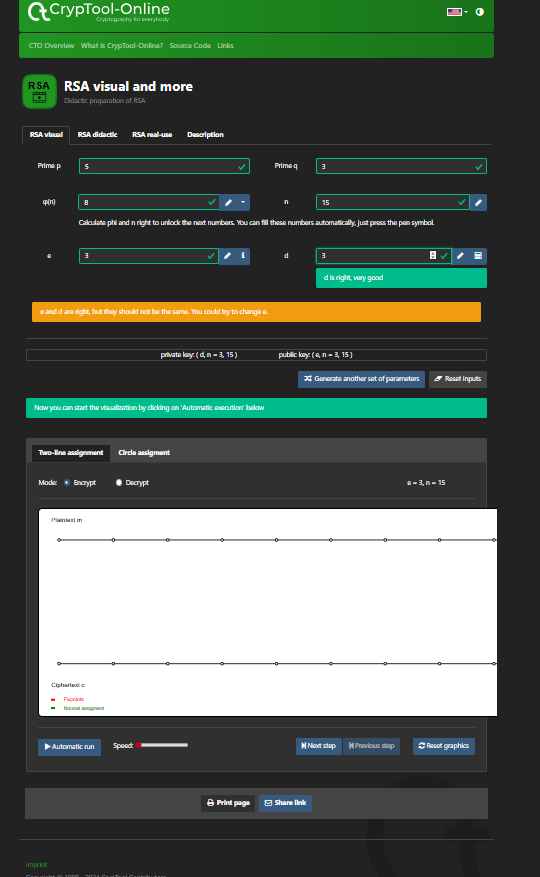 CrypTool-Online
Cryptography for everybody
CTO Overview What is CrypTool-Online? Source Code Links
RSA
RSA visual and more
Didactic preparation of RSA
RSA visual RSA didactic RSA real-use Description
Prime p 5 Prime q 3
φ(n) 8 n 15
Calculate phi and n right to unlock the next numbers. You can fill these numbers automatically, just press the pen symbol.
e 3 d 3
d is right, very good
e and d are right, but they should not be the same. You could try to change e.
private key: ( d, n = 3, 15 ) public key: ( e, n = 3, 15 )
Generate another set of parameters Reset inputs
Now you can start the visualization by clicking on 'Automatic execution' below
Two-line assignment Circle assigment
Mode: Encrypt Decrypt e = 3, n = 15
Plaintext m
Ciphertext c
Fixpoints
Normal assigment
Automatic run Speed: Next step Previous step Reset graphics
Print page Share link
Imprint